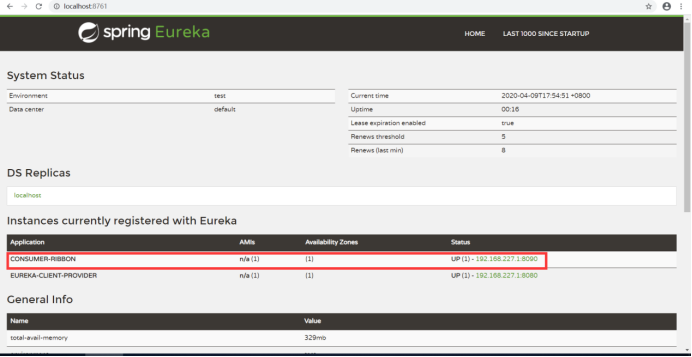 localhost:8761
spring Eureka
HOME LAST 1000 SINCE STARTUP
System Status
Environment test
Data center default
Current time 2020-04-09T17:54:51 +0800
Uptime 00:16
Lease expiration enabled true
Renews threshold 5
Renews (last min) 8
DS Replicas
localhost
Instances currently registered with Eureka
Application AMIs Availability Zones Status
CONSUMER-RIBBON n/a (1) (1) UP (1) - 192.168.227.1:8090
EUREKA-CLIENT-PROVIDER n/a (1) (1) UP (1) - 192.168.227.1:8080
General Info
Name Value
total-avail-memory 329mb